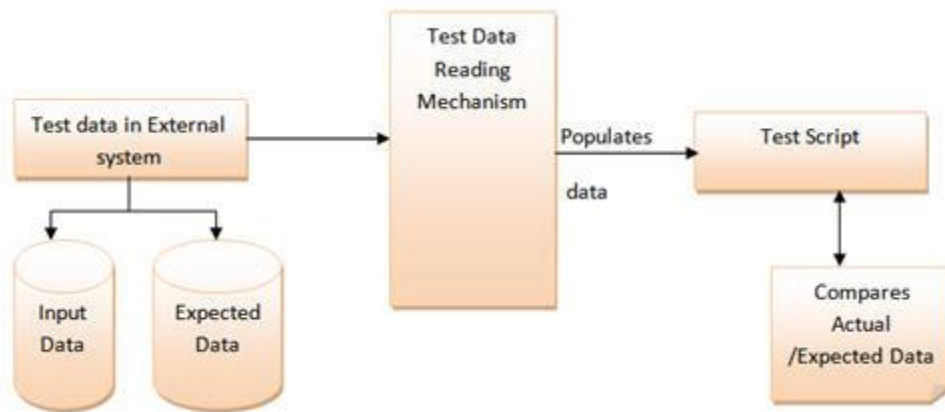 Test data in External
system
Input
Data
Expected
Data
Test Data
Reading
Mechanism
Populates
data
Test Script
Compares
Actual
/Expected Data